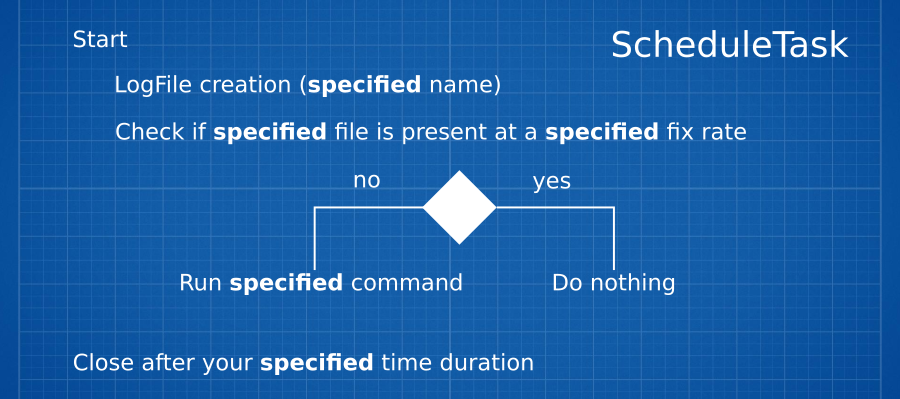 Start
ScheduleTask
LogFile creation (specified name)
Check if specified file is present at a specified fix rate
no
yes
Run specified command
Do nothing
Close after your specified time duration